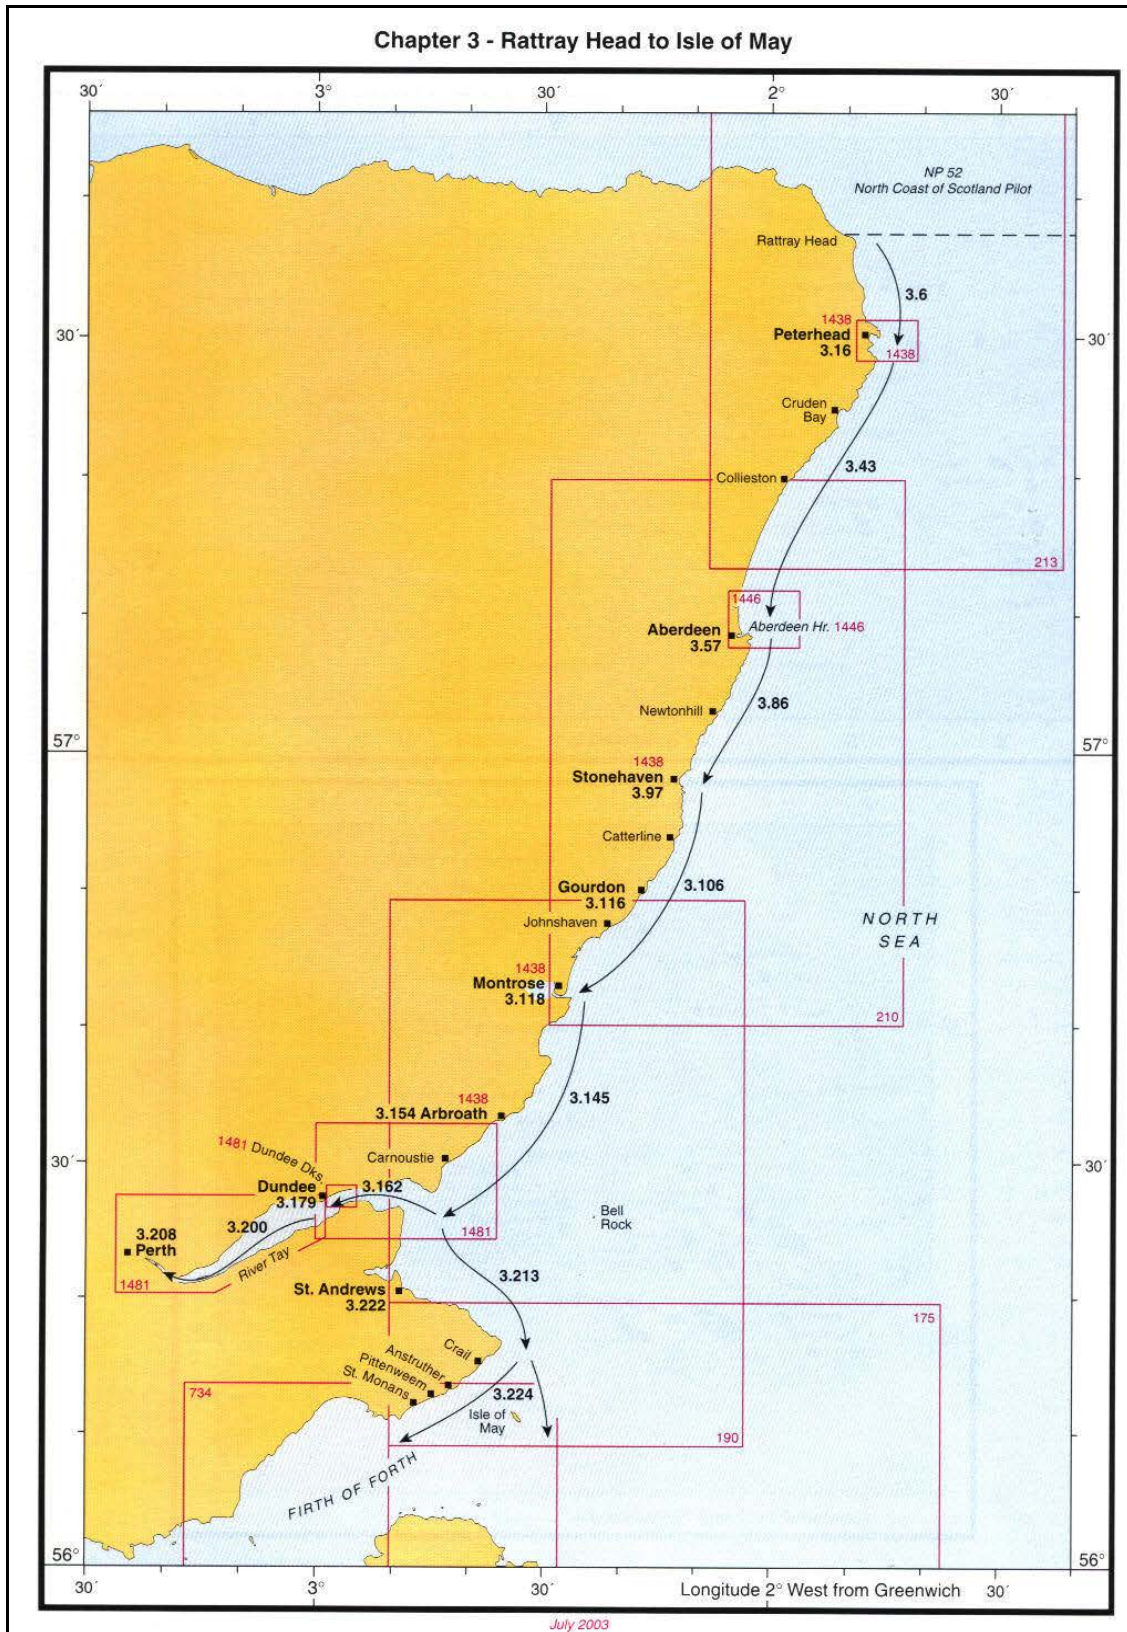 Chapter 3 - Rattray Head to Isle of May
30´ 3° 30´ 2° 30´
NP 52
North Coast of Scotland Pilot
Rattray Head
3.6
1438
30´ Peterhead 30´
3.16 1438
Cruden
Bay
3.43
Collieston
213
1446
Aberdeen Aberdeen Hr. 1446
3.57
3.86
Newtonhill
57° 57°
1438
Stonehaven
3.97
Catterline
3.106
Gourdon
3.116
NORTH
SEA
Johnshaven
1438
Montrose
3.118
210
3.145
1438
3.154 Arbroath
1481 Dundee Dks.
Carnoustie
30´ 30´
Dundee 3.162
3.179
Bell
Rock
3.200
1481
3.208
Perth
River Tay
1481
3.213
St. Andrews
3.222
175
Crail
Anstruther
Pittenweem
St. Monans
734
3.224
Isle of
May
190
FIRTH OF FORTH
56° 56°
30´ 3° 30´ Longitude 2° West from Greenwich 30´
July 2003